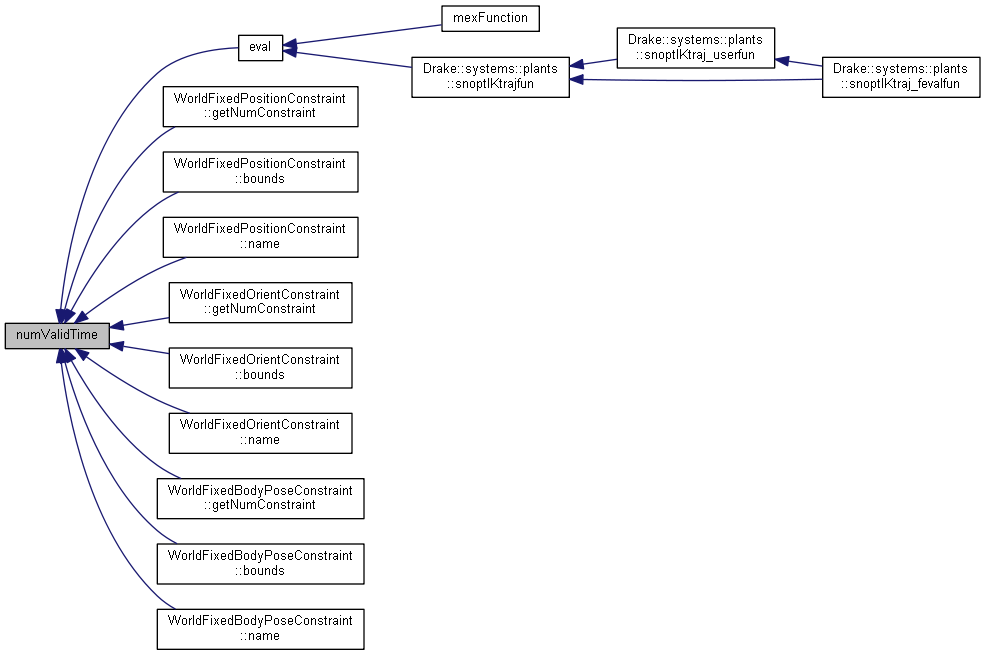 mexFunction
eval
Drake::systems::plants
::snoptIKtraj_userfun
Drake::systems::plants
::snoptIKtrajfun
Drake::systems::plants
::snoptIKtraj_fevalfun
WorldFixedPositionConstraint
::getNumConstraint
WorldFixedPositionConstraint
::bounds
WorldFixedPositionConstraint
::name
WorldFixedOrientConstraint
::getNumConstraint
numValidTime
WorldFixedOrientConstraint
::bounds
WorldFixedOrientConstraint
::name
WorldFixedBodyPoseConstraint
::getNumConstraint
WorldFixedBodyPoseConstraint
::bounds
WorldFixedBodyPoseConstraint
::name